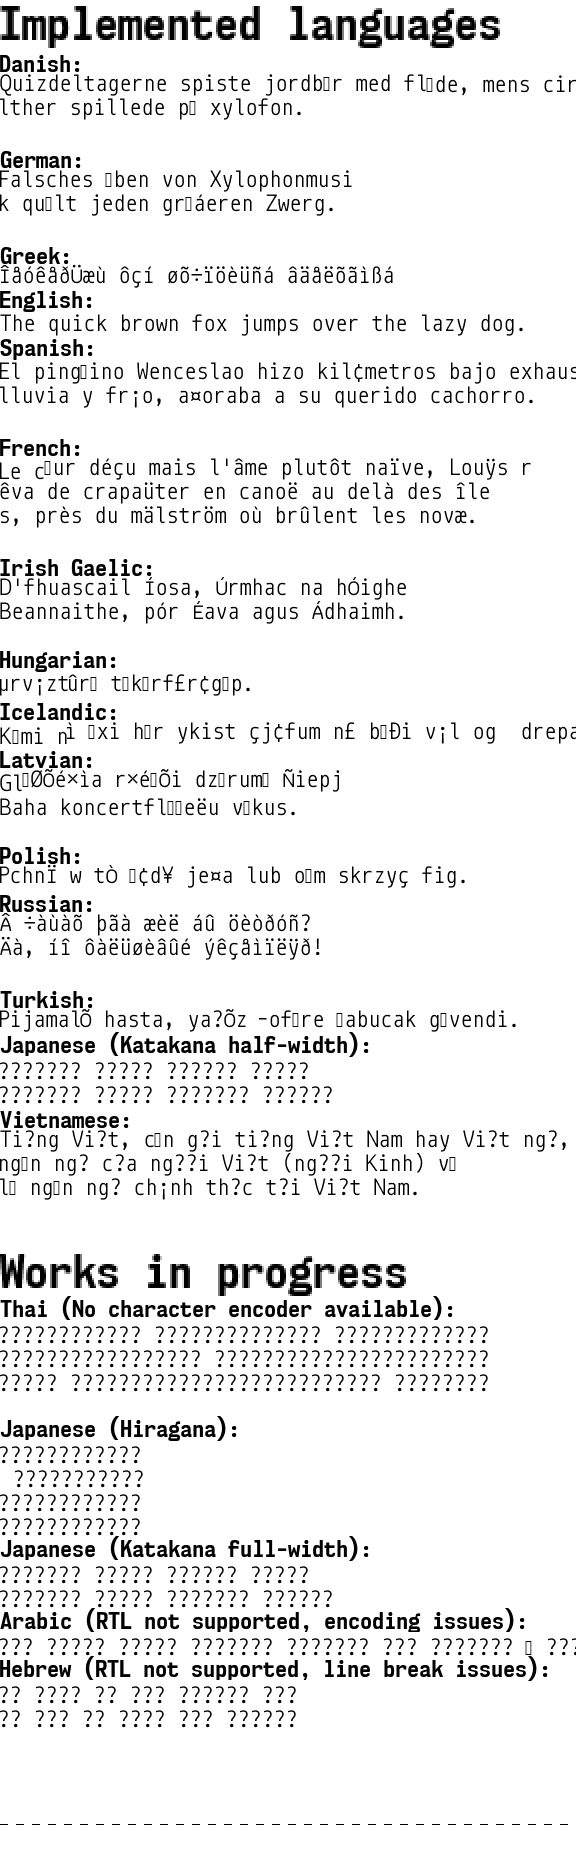 Implemented languages
Danish:
Quizdeltagerne spiste jordb▯r med fl▯de, mens cir
lther spillede p▯ xylofon.
German:
Falsches ▯ben von Xylophonmusi
k qu▯lt jeden gr▯áeren Zwerg.
Greek:
ÎåóêåðÜæù ôçí øõ÷ïöèüñá âäåëõãìßá
English:
The quick brown fox jumps over the lazy dog.
Spanish:
El ping▯ino Wenceslao hizo kil¢metros bajo exhaus
lluvia y fr¡o, a¤oraba a su querido cachorro.
French:
Le c▯ur déçu mais l'âme plutôt naïve, Louÿs r
êva de crapaüter en canoë au delà des île
s, près du mälström où brûlent les novæ.
Irish Gaelic:
D'fhuascail Íosa, Úrmhac na hÓighe
Beannaithe, pór Éava agus Ádhaimh.
Hungarian:
µrv¡ztûr▯ t▯k▯rf£r¢g▯p.
Icelandic:
K▯mi nì ▯xi h▯r ykist çj¢fum n£ b▯Ði v¡l og  drepa
Latvian:
Gl▯ØÕé×ìa r×é▯Õi dz▯rum▯ Ñiepj
Baha koncertfl▯▯eëu v▯kus.
Polish:
PchnÏ w tÒ ▯¢d¥ je¤a lub o▯m skrzyç fig.
Russian:
Â ÷àùàõ þãà æèë áû öèòðóñ?
Äà, íî ôàëüøèâûé ýêçåìïëÿð!
Turkish:
PijamalÕ hasta, ya?Õz -of▯re ▯abucak g▯vendi.
Japanese (Katakana half-width):
??????? ????? ?????? ?????
??????? ????? ??????? ??????
Vietnamese:
Ti?ng Vi?t, c▯n g?i ti?ng Vi?t Nam hay Vi?t ng?,
ng▯n ng? c?a ng??i Vi?t (ng??i Kinh) v▯
l▯ ng▯n ng? ch¡nh th?c t?i Vi?t Nam.
Works in progress
Thai (No character encoder available):
???????????? ?????????????? ?????????????
????????????????? ???????????????????????
????? ?????????????????????????? ????????
Japanese (Hiragana):
????????????
???????????
????????????
????????????
Japanese (Katakana full-width):
??????? ????? ?????? ?????
??????? ????? ??????? ??????
Arabic (RTL not supported, encoding issues):
??? ????? ????? ??????? ??????? ??? ??????? ▯ ???
Hebrew (RTL not supported, line break issues):
?? ???? ?? ??? ?????? ???
?? ??? ?? ???? ??? ??????